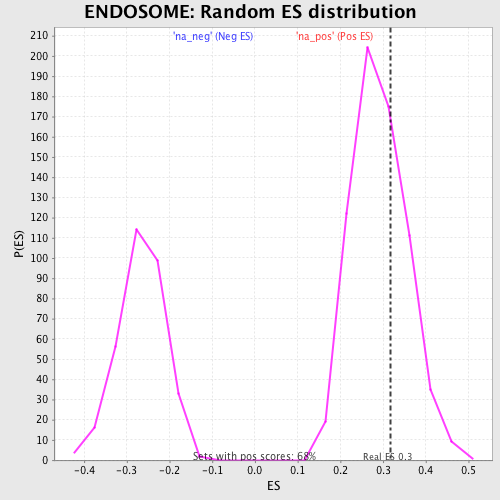 ENDOSOME: Random ES distribution
'na_neg' (Neg ES)
'na_pos' (Pos ES)
P(ES)
210
200
190
180
170
160
150
140
130
120
110
100
90
80
70
60
50
40
30
20
10
0
Sets with pos scores: 68%
Real ES 0.3
-0.4 -0.3 -0.2 -0.1 0.0 0.1 0.2 0.3 0.4 0.5
ES